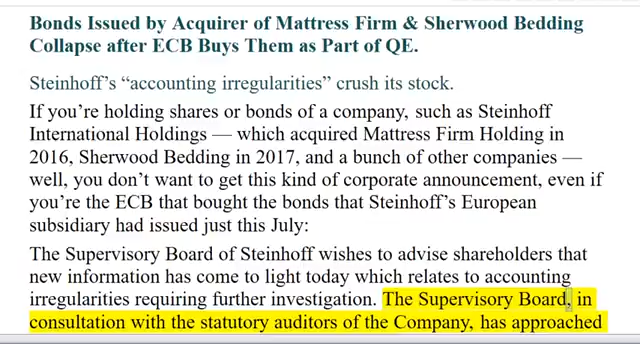 Bonds Issued by Acquirer of Mattress Firm & Sherwood Bedding
Collapse after ECB Buys Them as Part of QE.
Steinhoff’s “accounting irregularities” crush its stock.
If you’re holding shares or bonds of a company, such as Steinhoff
International Holdings — which acquired Mattress Firm Holding in
2016, Sherwood Bedding in 2017, and a bunch of other companies —
well, you don’t want to get this kind of corporate announcement, even if
you’re the ECB that bought the bonds that Steinhoff’s European
subsidiary had issued just this July:
The Supervisory Board of Steinhoff wishes to advise shareholders that
new information has come to light today which relates to accounting
irregularities requiring further investigation. The Supervisory Board, in
consultation with the statutory auditors of the Company, has approached